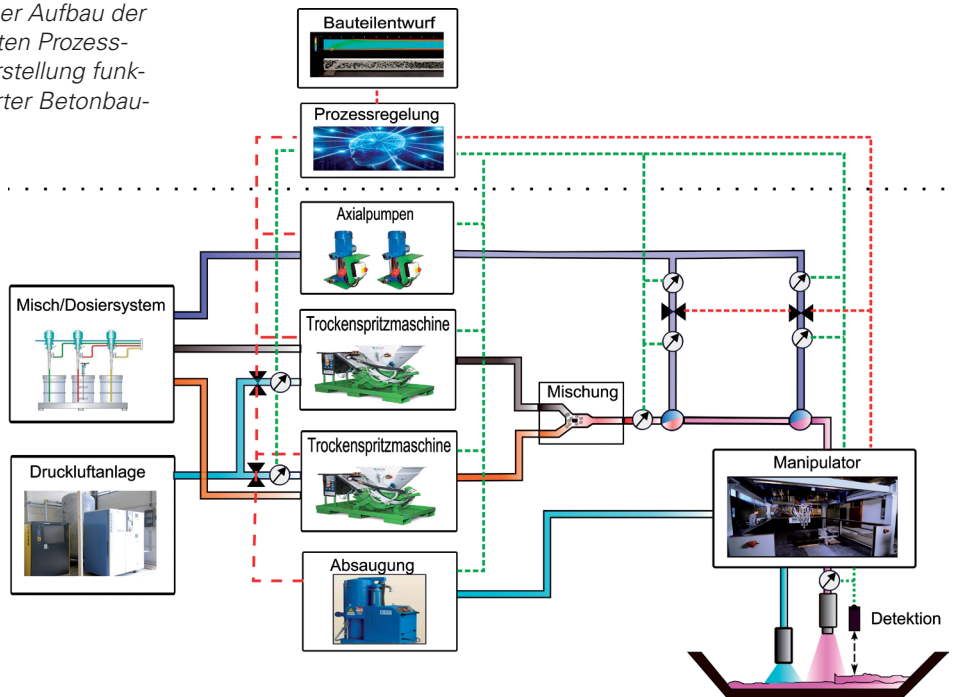 er Aufbau der
ten Prozess-
rstellung funk-
rter Betonbau-
Bauteilentwurf
Prozessregelung
Axialpumpen
Misch/Dosiersystem
Trockenspritzmaschine
Mischung
Trockenspritzmaschine
Druckluftanlage
Manipulator
Absaugung
Detektion